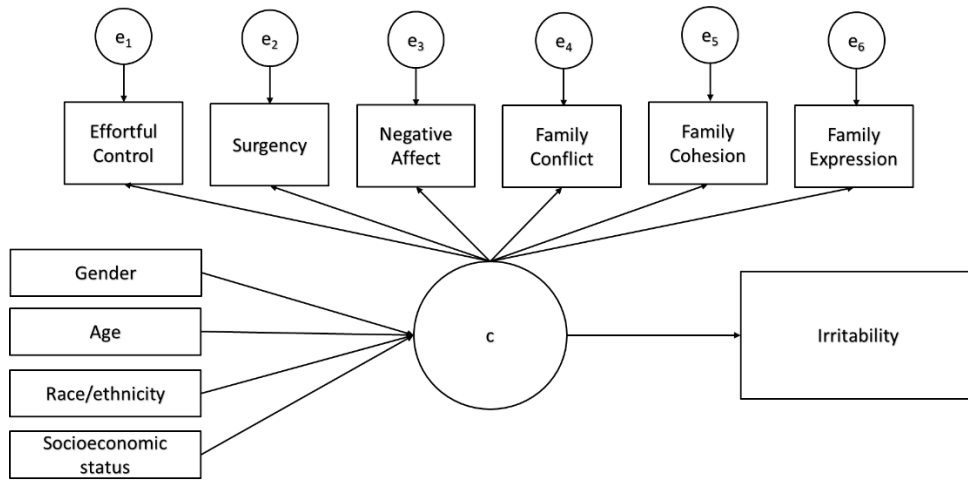 e1
e2
e3
e4
e5
e6
Effortful
Control
Surgency
Negative
Affect
Family
Conflict
Family
Cohesion
Family
Expression
Gender
Age
Race/ethnicity
Socioeconomic
status
c
Irritability